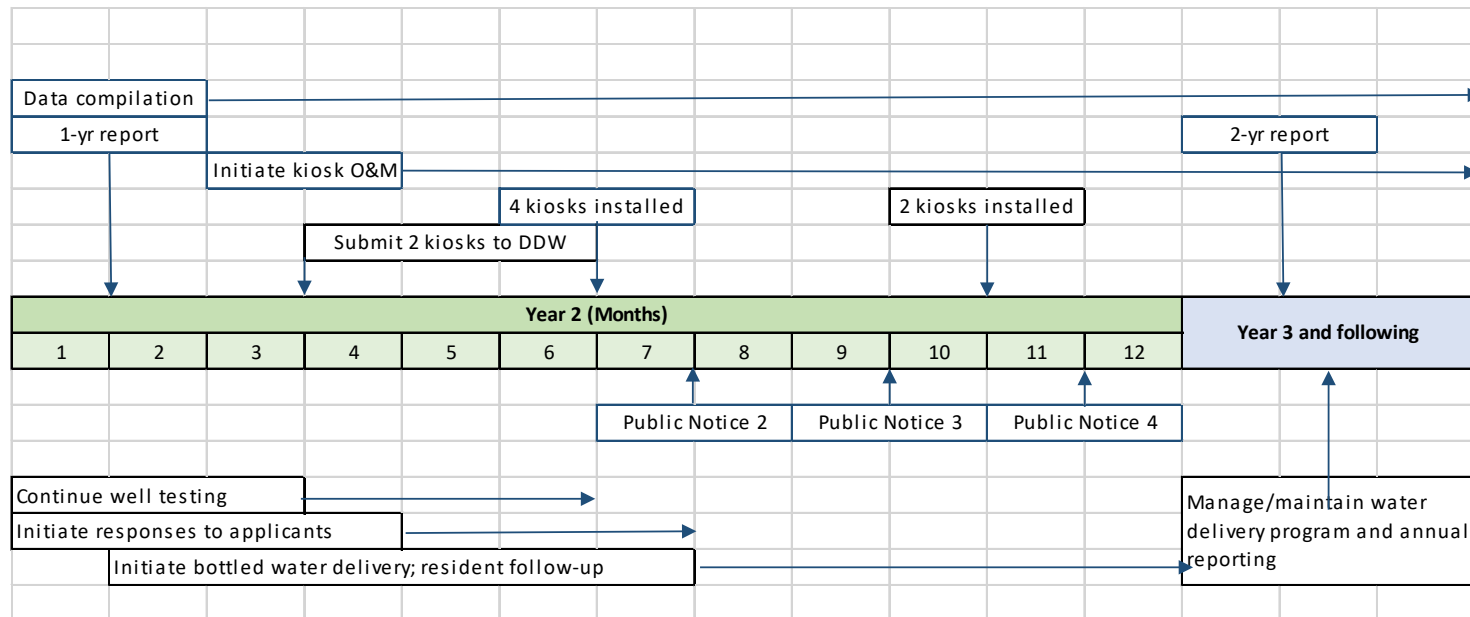 Data compilation
1-yr report
2-yr report
Initiate kiosk O&M
4 kiosks installed
2 kiosks installed
Submit 2 kiosks to DDW
Year 2 (Months)
Year 3 and following
1 2 3 4 5 6 7 8 9 10 11 12
Public Notice 2
Public Notice 3
Public Notice 4
Continue well testing
Initiate responses to applicants
Initiate bottled water delivery; resident follow-up
Manage/maintain water
delivery program and annual
reporting